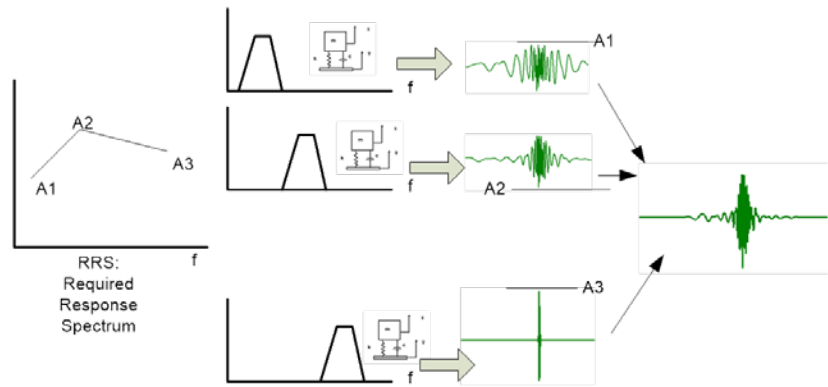 A1
A2
A3
f
RRS:
Required
Response
Spectrum
f
A1
f
A2
f
A3